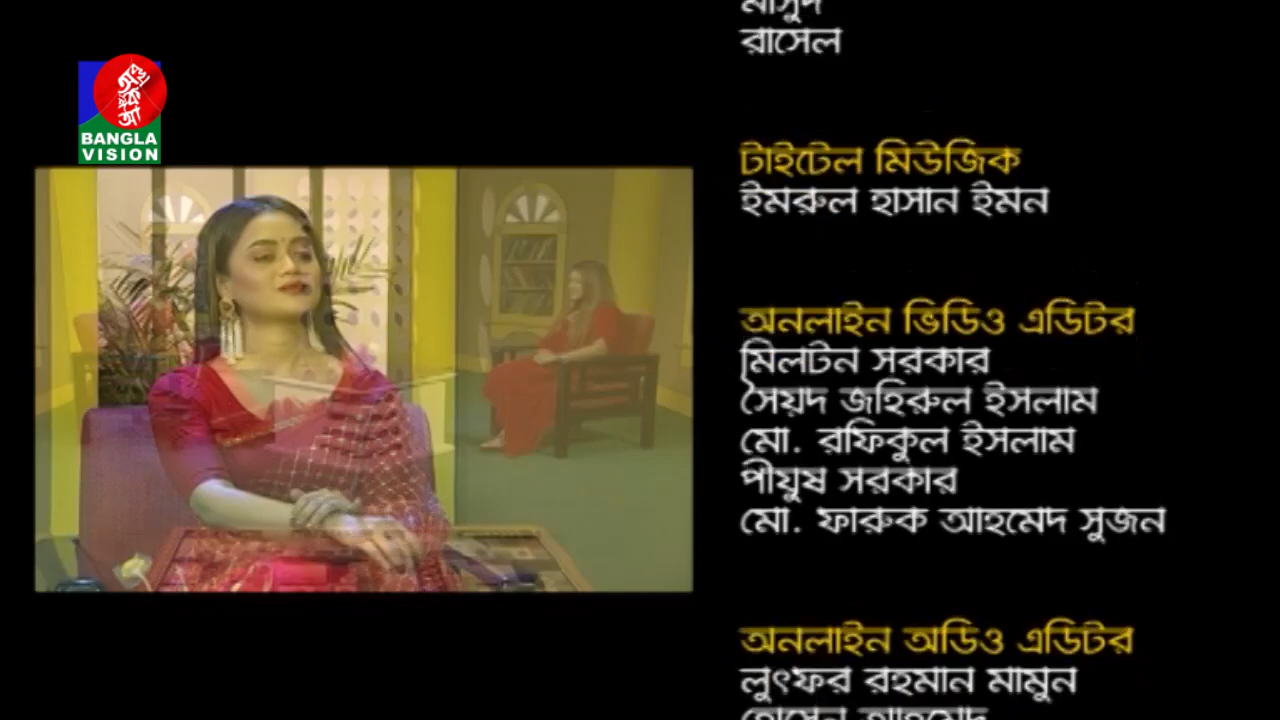 BANGLA
VISION
মাসুদ
রাসেল
টাইটেল মিউজিক
ইমরুল হাসান ইমন
অনলাইন ভিডিও এডিটর
মিলটন সরকার
সৈয়দ জহিরুল ইসলাম
মো. রফিকুল ইসলাম
পীযুষ সরকার
মো. ফারুক আহমেদ সুজন
অনলাইন অডিও এডিটর
লুৎফর রহমান মামুন
হোসেন আহমেদ